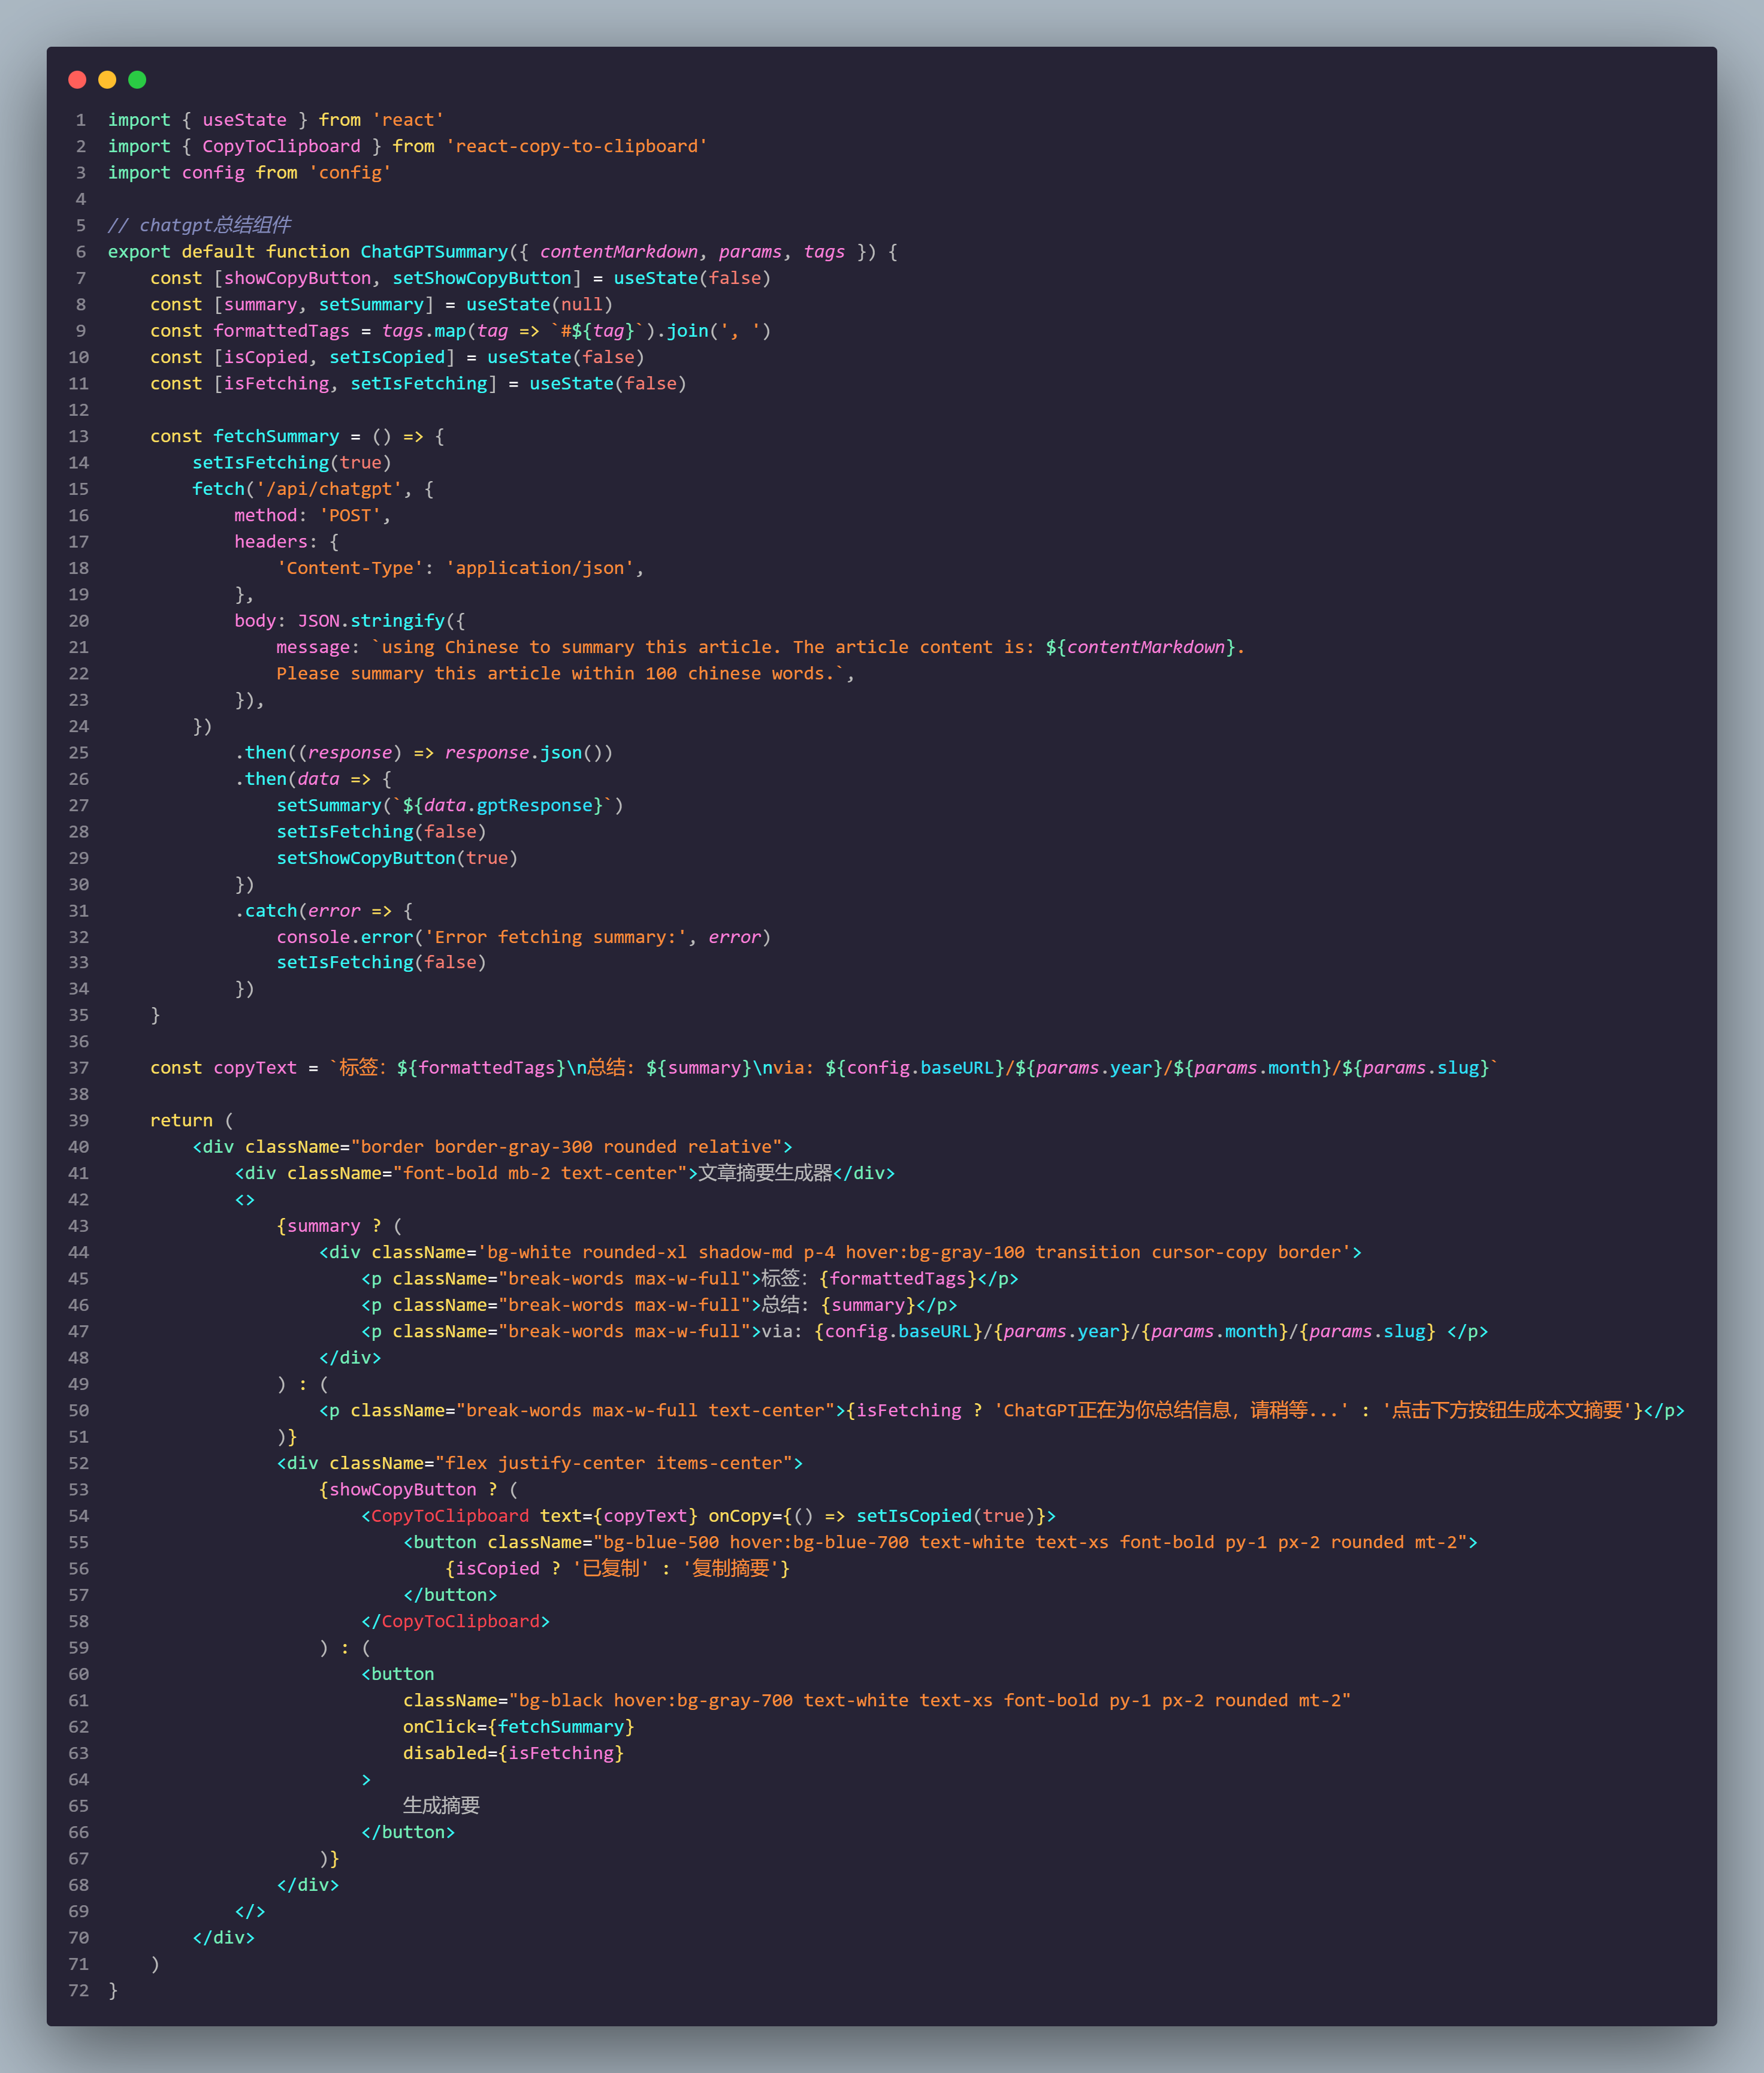 1 import { useState } from 'react'
2 import { CopyToClipboard } from 'react-copy-to-clipboard'
3 import config from 'config'
4
5 // chatgpt总结组件
6 export default function ChatGPTSummary({ contentMarkdown, params, tags }) {
7     const [showCopyButton, setShowCopyButton] = useState(false)
8     const [summary, setSummary] = useState(null)
9     const formattedTags = tags.map(tag => `#${tag}`).join(', ')
10     const [isCopied, setIsCopied] = useState(false)
11     const [isFetching, setIsFetching] = useState(false)
12
13     const fetchSummary = () => {
14         setIsFetching(true)
15         fetch('/api/chatgpt', {
16             method: 'POST',
17             headers: {
18                 'Content-Type': 'application/json',
19             },
20             body: JSON.stringify({
21                 message: `using Chinese to summary this article. The article content is: ${contentMarkdown}.
22                 Please summary this article within 100 chinese words.`,
23             }),
24         })
25             .then((response) => response.json())
26             .then(data => {
27                 setSummary(`${data.gptResponse}`)
28                 setIsFetching(false)
29                 setShowCopyButton(true)
30             })
31             .catch(error => {
32                 console.error('Error fetching summary:', error)
33                 setIsFetching(false)
34             })
35     }
36
37     const copyText = `标签: ${formattedTags}\n总结: ${summary}\nvia: ${config.baseURL}/${params.year}/${params.month}/${params.slug}`
38
39     return (
40         <div className="border border-gray-300 rounded relative">
41             <div className="font-bold mb-2 text-center">文章摘要生成器</div>
42             <>
43                 {summary ? (
44                     <div className='bg-white rounded-xl shadow-md p-4 hover:bg-gray-100 transition cursor-copy border'>
45                         <p className="break-words max-w-full">标签: {formattedTags}</p>
46                         <p className="break-words max-w-full">总结: {summary}</p>
47                         <p className="break-words max-w-full">via: {config.baseURL}/{params.year}/{params.month}/{params.slug} </p>
48                     </div>
49                 ) : (
50                     <p className="break-words max-w-full text-center">{isFetching ? 'ChatGPT正在为你总结信息，请稍等...' : '点击下方按钮生成本文摘要'}</p>
51                 )}
52                 <div className="flex justify-center items-center">
53                     {showCopyButton ? (
54                         <CopyToClipboard text={copyText} onCopy={() => setIsCopied(true)}>
55                             <button className="bg-blue-500 hover:bg-blue-700 text-white text-xs font-bold py-1 px-2 rounded mt-2">
56                                 {isCopied ? '已复制' : '复制摘要'}
57                             </button>
58                         </CopyToClipboard>
59                     ) : (
60                         <button
61                             className="bg-black hover:bg-gray-700 text-white text-xs font-bold py-1 px-2 rounded mt-2"
62                             onClick={fetchSummary}
63                             disabled={isFetching}
64                         >
65                             生成摘要
66                         </button>
67                     )}
68                 </div>
69             </>
70         </div>
71     )
72 }